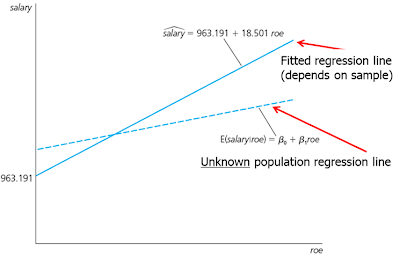 salary
salary^ = 963.191 + 18.501 roe
Fitted regression line
(depends on sample)
E(salary|roe) = β₀ + β₁roe
Unknown population regression line
963.191
roe